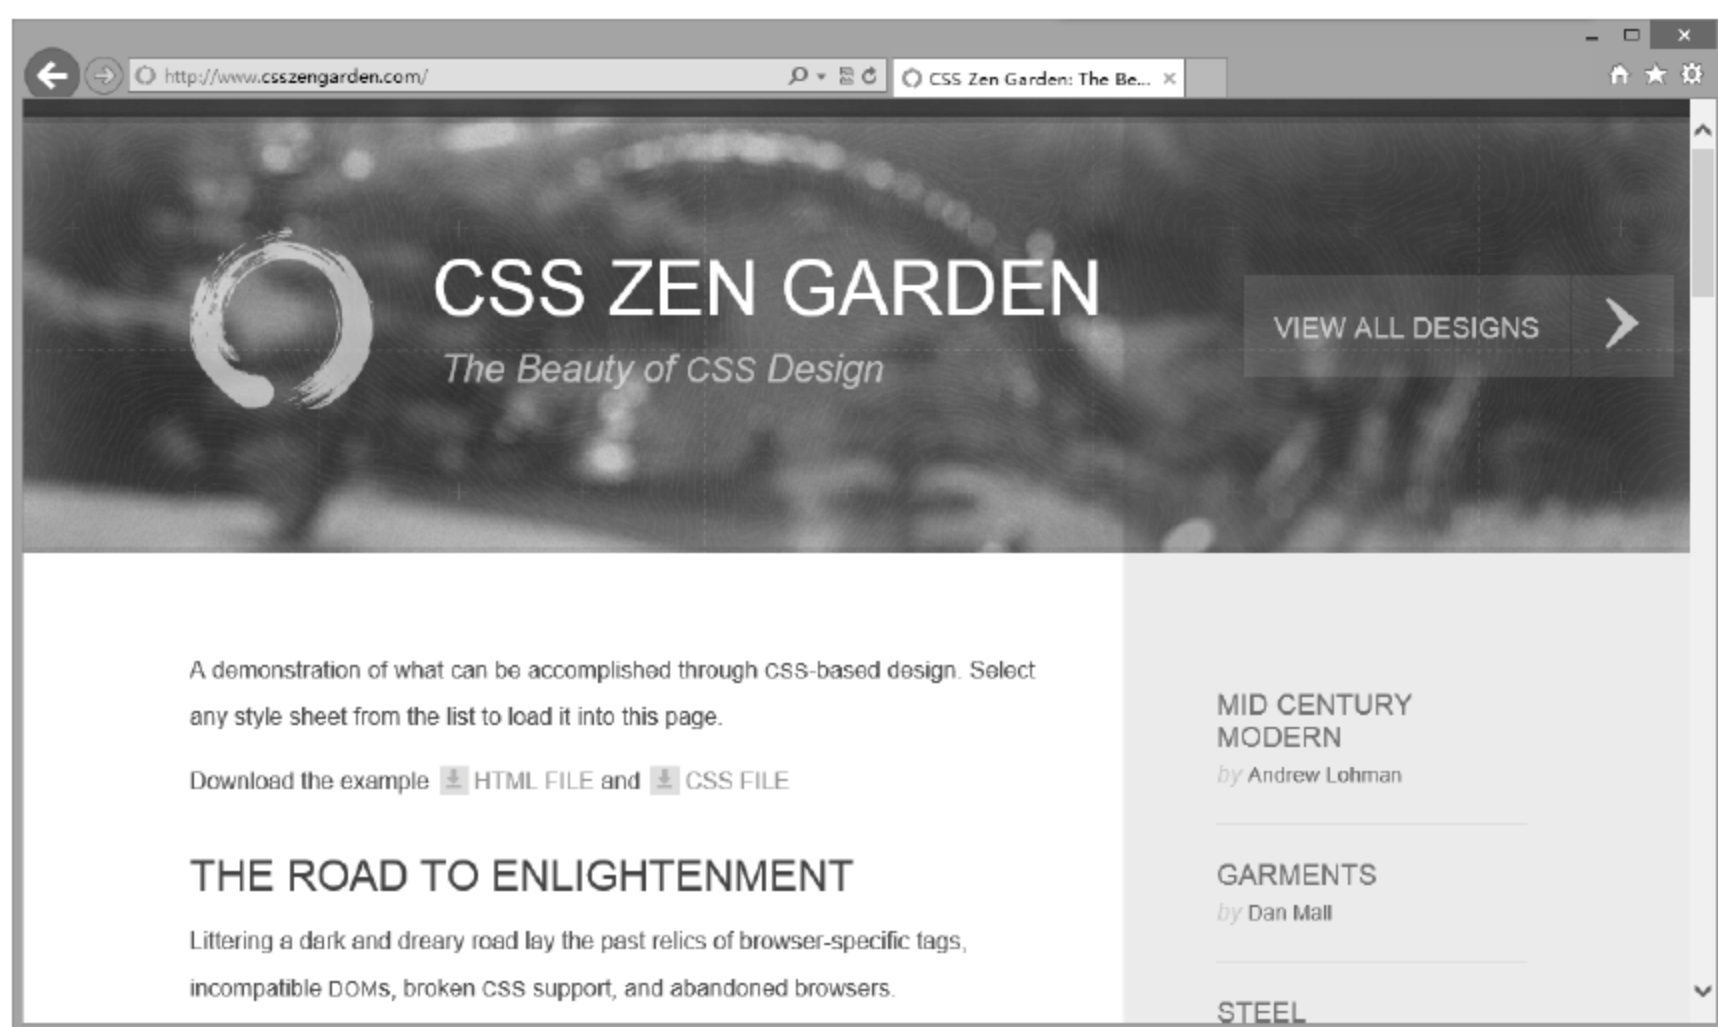 http://www.csszengarden.com/
CSS Zen Garden: The Be...
CSS ZEN GARDEN
The Beauty of CSS Design
VIEW ALL DESIGNS
A demonstration of what can be accomplished through CSS-based design. Select
any style sheet from the list to load it into this page.
Download the example HTML FILE and CSS FILE
THE ROAD TO ENLIGHTENMENT
Littering a dark and dreary road lay the past relics of browser-specific tags,
incompatible DOMs, broken CSS support, and abandoned browsers.
MID CENTURY
MODERN
by Andrew Lohman
GARMENTS
by Dan Mall
STEEL